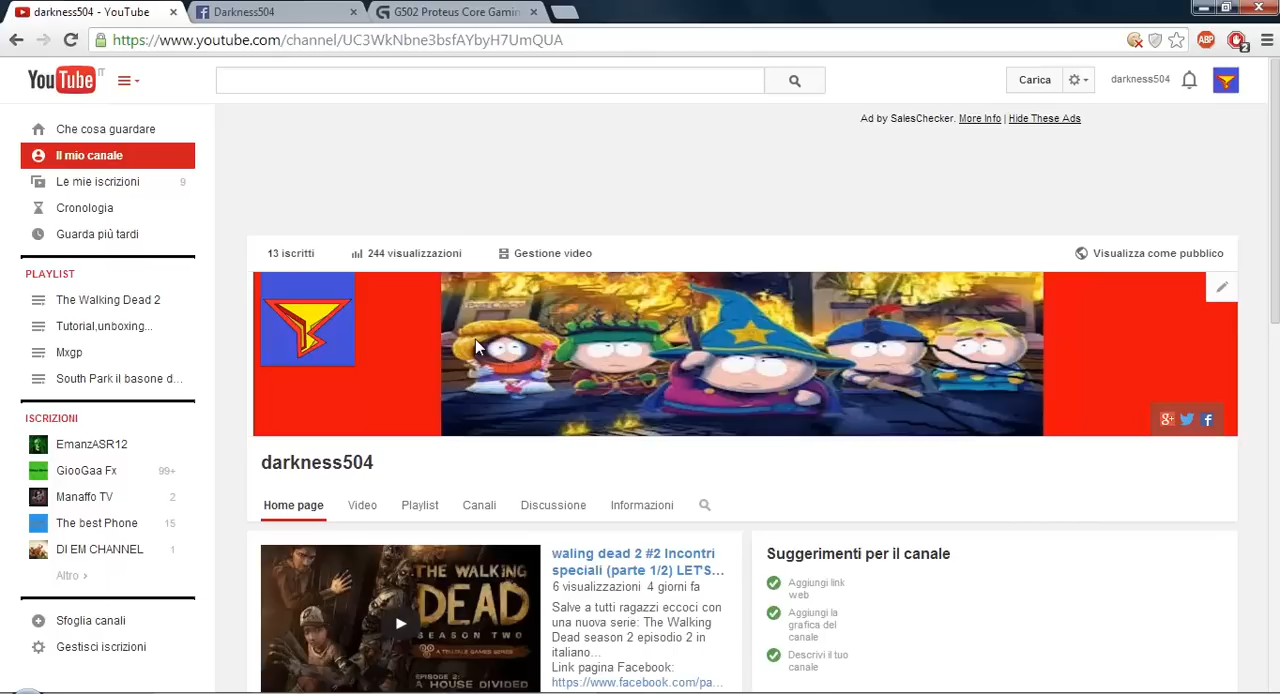 darkness504 - YouTube
Darkness504
G502 Proteus Core Gamin
https://www.youtube.com/channel/UC3WkNbne3bsfAYbyH7UmQUA
ABP
2
YouTube IT
Carica
darkness504
Ad by SalesChecker. More Info | Hide These Ads
Che cosa guardare
Il mio canale
Le mie iscrizioni 9
Cronologia
Guarda più tardi
PLAYLIST
The Walking Dead 2
Tutorial,unboxing...
Mxgp
South Park il basone d...
ISCRIZIONI
EmanzASR12
GiooGaa Fx 99+
Manaffo TV 2
The best Phone 15
DI EM CHANNEL 1
Altro ›
Sfoglia canali
Gestisci iscrizioni
13 iscritti
244 visualizzazioni
Gestione video
Visualizza come pubblico
darkness504
Home page
Video
Playlist
Canali
Discussione
Informazioni
THE WALKING
DEAD
SEASON TWO
A TELLTALE GAMES SERIES
EPISODE 2:
A HOUSE DIVIDED
waling dead 2 #2 Incontri
speciali (parte 1/2) LET'S...
6 visualizzazioni 4 giorni fa
Salve a tutti ragazzi eccoci con
una nuova serie: The Walking
Dead season 2 episodio 2 in
italiano...
Link pagina Facebook:
https://www.facebook.com/pa...
Suggerimenti per il canale
Aggiungi link
web
Aggiungi la
grafica del
canale
Descrivi il tuo
canale